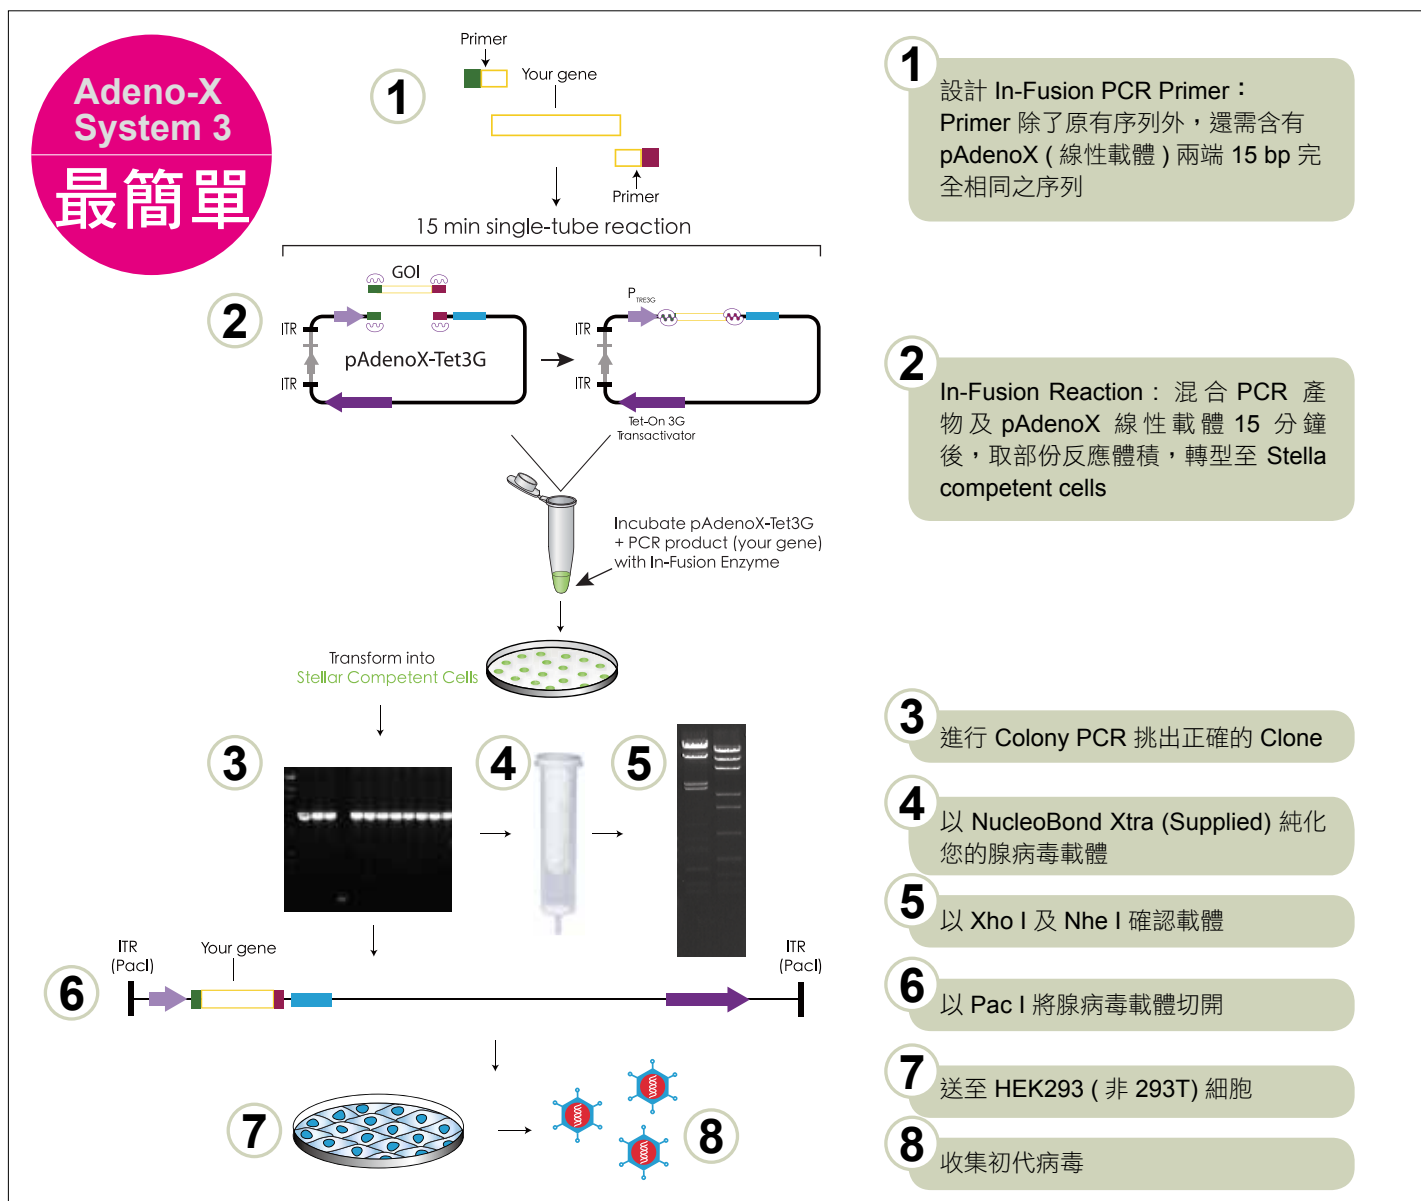 Adeno-X
System 3
最簡單
Primer
1
Your gene
Primer
15 min single-tube reaction
2
GOI
ITR
pAdenoX-Tet3G
ITR
P TRE3G
ITR
ITR
Tet-On 3G
Transactivator
Incubate pAdenoX-Tet3G
+ PCR product (your gene)
with In-Fusion Enzyme
Transform into
Stellar Competent Cells
3
4
5
ITR
(PacI)
Your gene
ITR
(PacI)
6
7
8
1
設計 In-Fusion PCR Primer：
Primer 除了原有序列外，還需含有
pAdenoX ( 線性載體 ) 兩端 15 bp 完
全相同之序列
2
In-Fusion Reaction : 混合 PCR 產
物及 pAdenoX 線性載體 15 分鐘
後，取部份反應體積，轉型至 Stella
competent cells
3
進行 Colony PCR 挑出正確的 Clone
4
以 NucleoBond Xtra (Supplied) 純化
您的腺病毒載體
5
以 Xho I 及 Nhe I 確認載體
6
以 Pac I 將腺病毒載體切開
7
送至 HEK293 ( 非 293T) 細胞
8
收集初代病毒